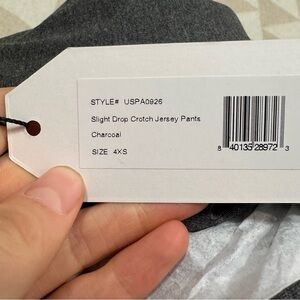 STYLE# USPA0926
Slight Drop Crotch Jersey Pants
Charcoal
SIZE 4XS
8 40135 28972 3